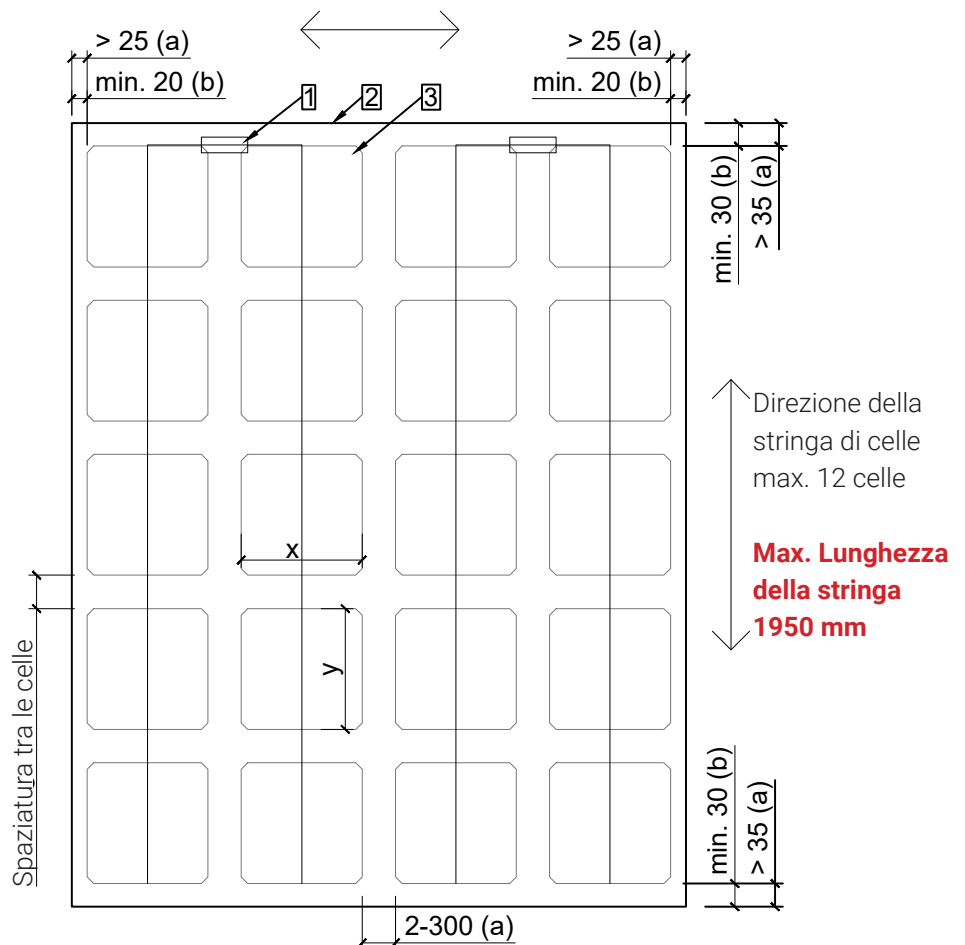 > 25 (a)
min. 20 (b)
> 25 (a)
min. 20 (b)
1
2
3
min. 30 (b)
> 35 (a)
Direzione della
stringa di celle
max. 12 celle
Max. Lunghezza
della stringa
1950 mm
x
y
Spaziatura tra le celle
min. 30 (b)
> 35 (a)
2-300 (a)